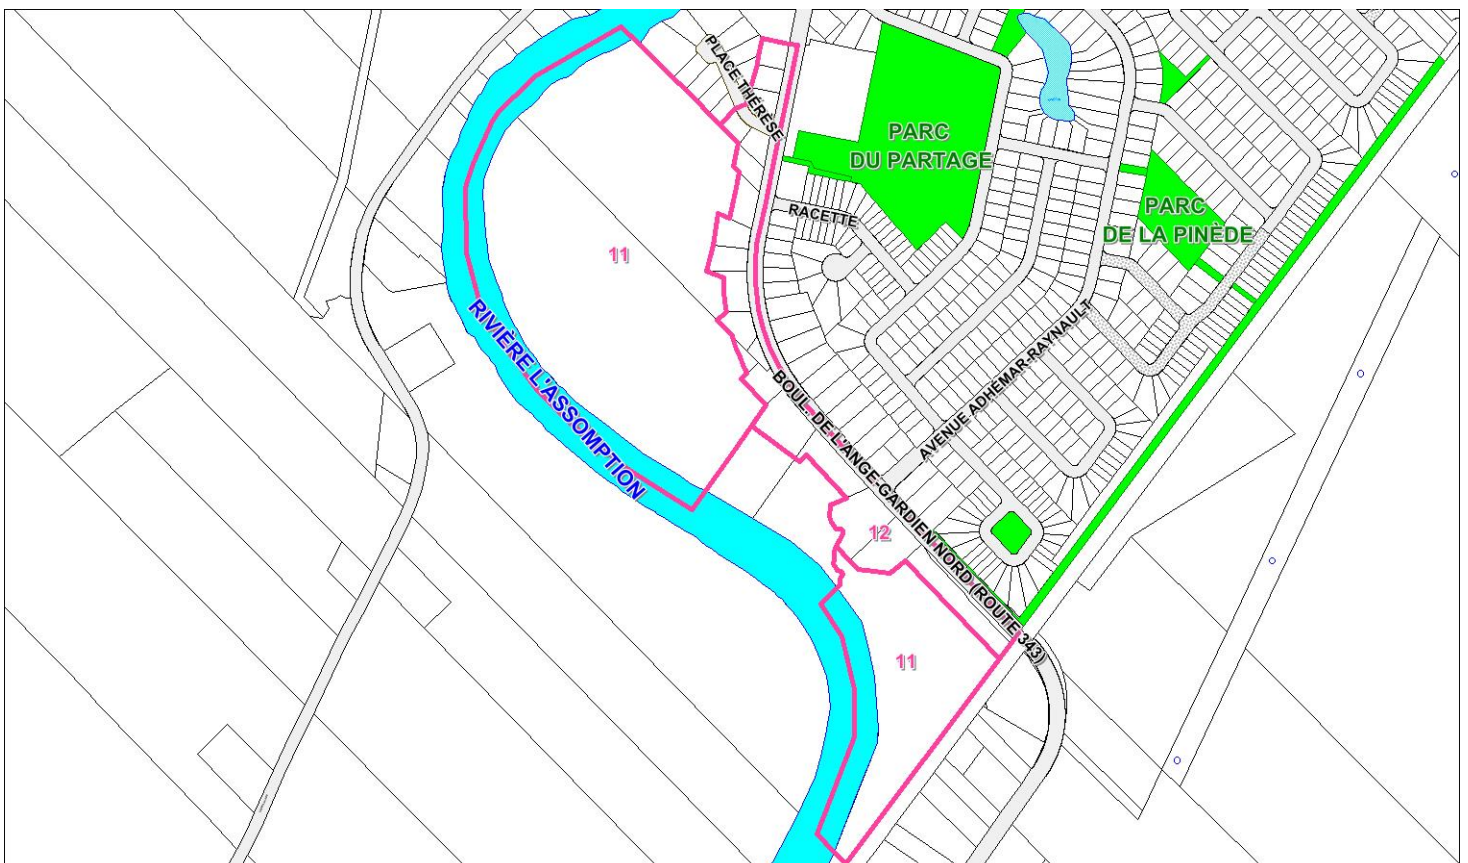 PLACE THÉRÈSE
PARC
DU PARTAGE
RACETTE
PARC
DE LA PINÈDE
11
RIVIÈRE L'ASSOMPTION
BOUL. DE L'ANGE-GARDIEN NORD (ROUTE 343)
AVENUE ADHÉMAR-RAYNAULT
12
11